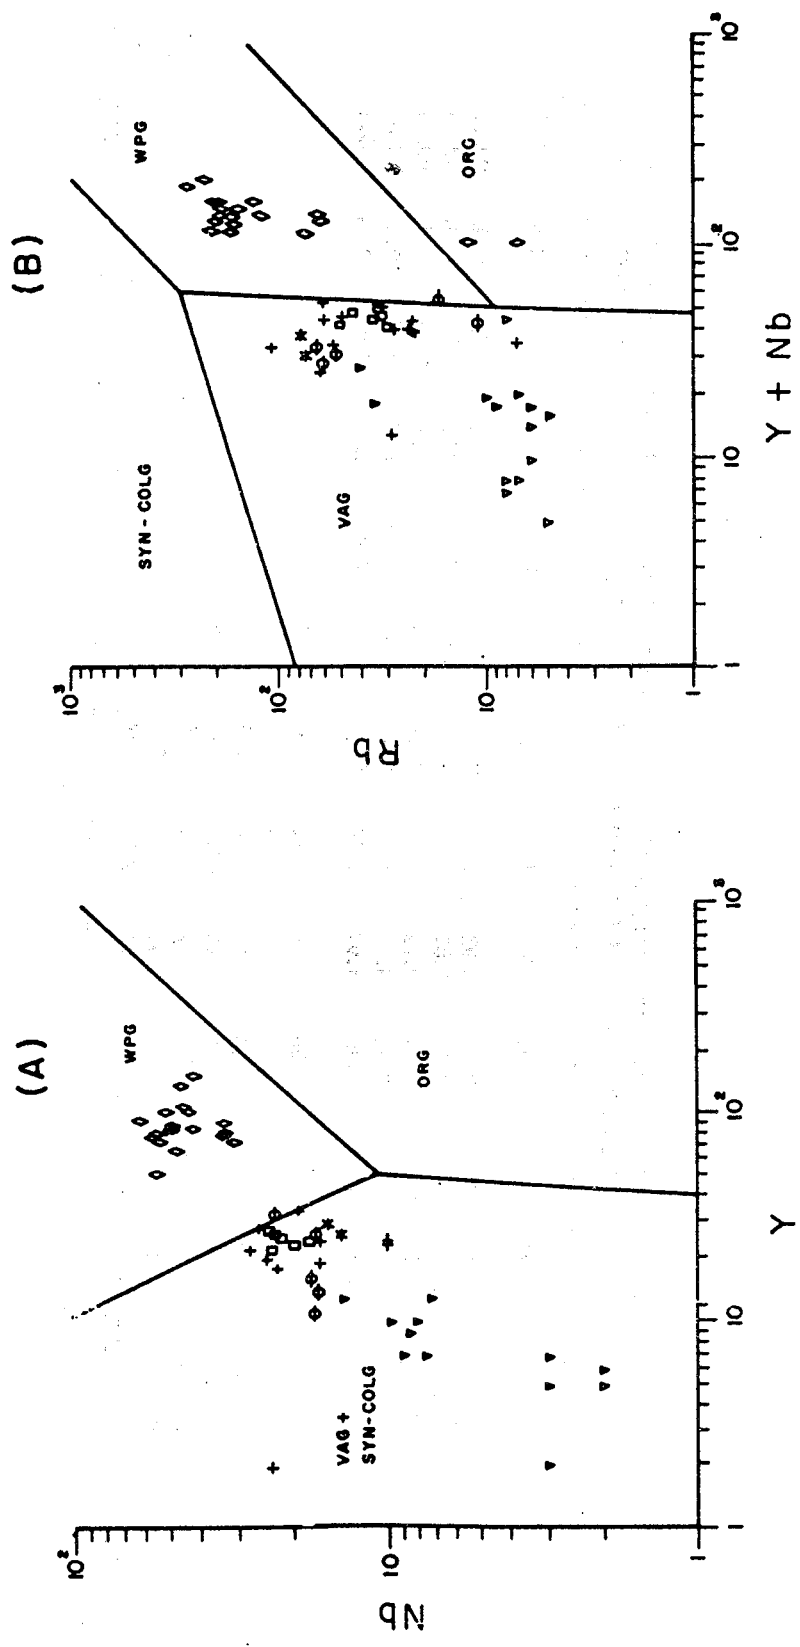 (A)
10²
10
1
Nb
WPG
ORG
VAG +
SYN-COLG
1
10
10²
10³
Y
(B)
10³
10²
10
1
Rb
SYN-COLG
WPG
VAG
ORG
1
10
10²
10³
Y + Nb